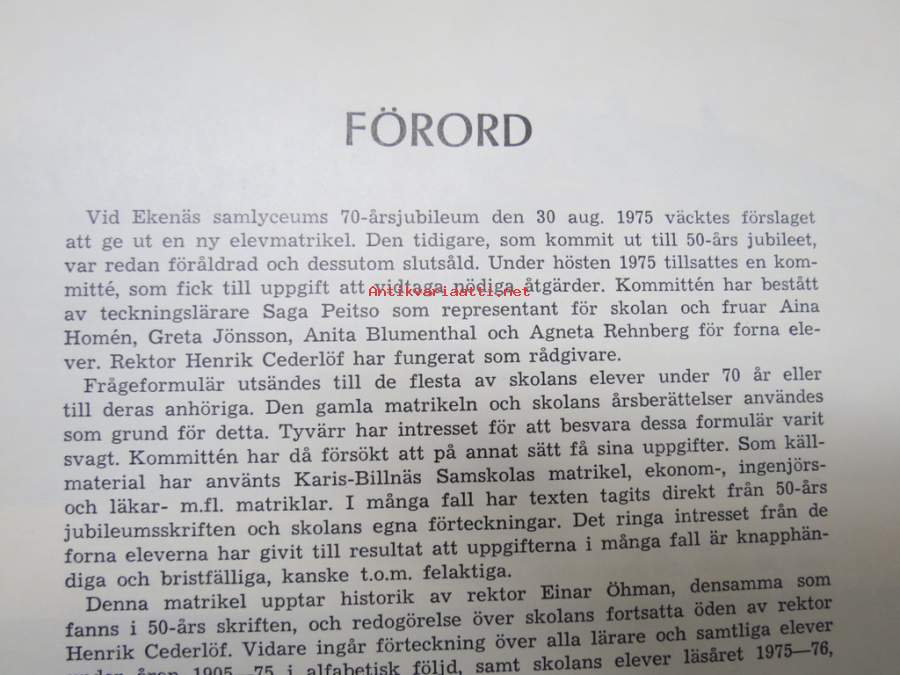 FÖRORD
Vid Ekenäs samlyceums 70-årsjubileum den 30 aug. 1975 väcktes förslaget
att ge ut en ny elevmatrikel. Den tidigare, som kommit ut till 50-års jubileet,
var redan föråldrad och dessutom slutsåld. Under hösten 1975 tillsattes en kom-
mitté, som fick till uppgift att vidtaga nödiga åtgärder. Kommittén har bestått
Antikvariaatti.net
av teckningslärare Saga Peitso som representant för skolan och fruar Aina
Homén, Greta Jönsson, Anita Blumenthal och Agneta Rehnberg för forna ele-
ver. Rektor Henrik Cederlöf har fungerat som rådgivare.
Frågeformulär utsändes till de flesta av skolans elever under 70 år eller
till deras anhöriga. Den gamla matrikeln och skolans årsberättelser användes
som grund för detta. Tyvärr har intresset för att besvara dessa formulär varit
svagt. Kommittén har då försökt att på annat sätt få sina uppgifter. Som käll-
material har använts Karis-Billnäs Samskolas matrikel, ekonom-, ingenjörs-
och läkar- m.fl. matriklar. I många fall har texten tagits direkt från 50-års
jubileumsskriften och skolans egna förteckningar. Det ringa intresset från de
forna eleverna har givit till resultat att uppgifterna i många fall är knapphän-
diga och bristfälliga, kanske t.o.m. felaktiga.
Denna matrikel upptar historik av rektor Einar Öhman, densamma som
fanns i 50-års skriften, och redogörelse över skolans fortsatta öden av rektor
Henrik Cederlöf. Vidare ingår förteckning över alla lärare och samtliga elever
under åren 1905—75 i alfabetisk följd, samt skolans elever läsåret 1975—76,